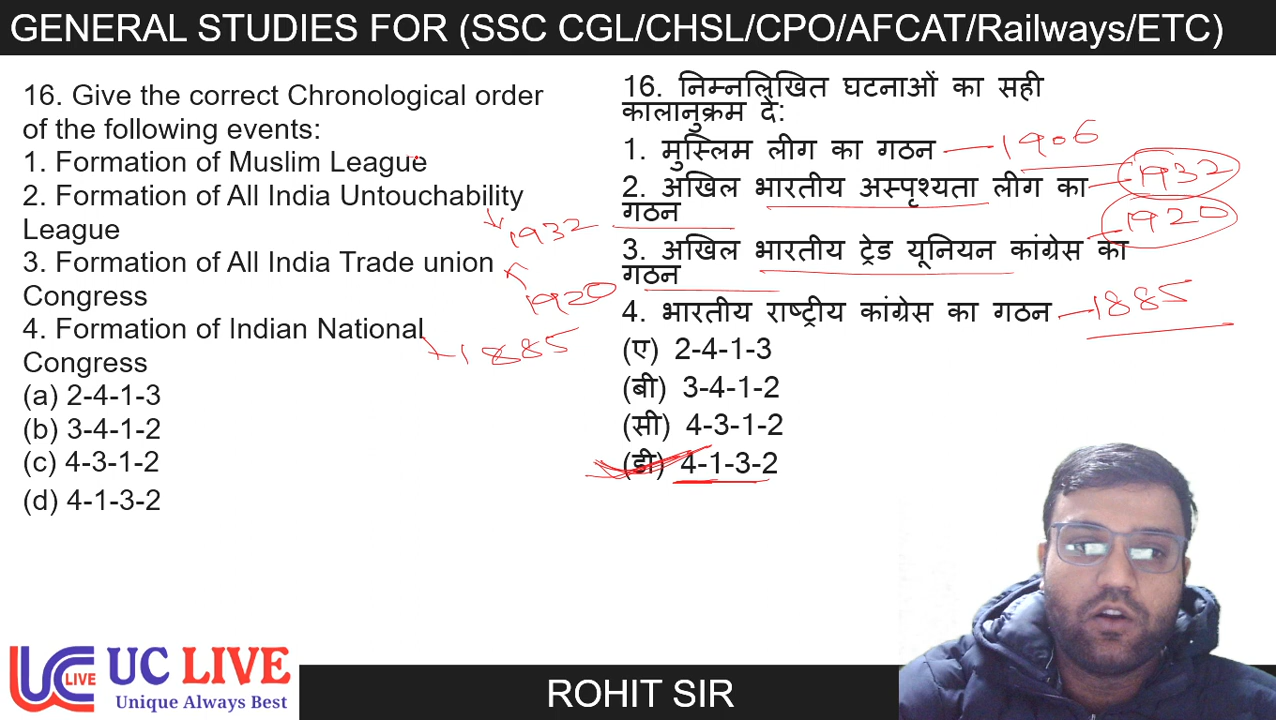 GENERAL STUDIES FOR (SSC CGL/CHSL/CPO/AFCAT/Railways/ETC)
16. Give the correct Chronological order
of the following events:
1. Formation of Muslim League
2. Formation of All India Untouchability
League
1932
3. Formation of All India Trade union
Congress
1920
4. Formation of Indian National
Congress
1885
(a) 2-4-1-3
(b) 3-4-1-2
(c) 4-3-1-2
(d) 4-1-3-2
16. निम्नलिखित घटनाओं का सही
कालानुक्रम दें:
1. मुस्लिम लीग का गठन 1906
2. अखिल भारतीय अस्पृश्यता लीग का 1932
गठन
1920
3. अखिल भारतीय ट्रेड यूनियन कांग्रेस का
गठन
4. भारतीय राष्ट्रीय कांग्रेस का गठन 1885
(ए) 2-4-1-3
(बी) 3-4-1-2
(सी) 4-3-1-2
(डी) 4-1-3-2
UC LIVE
LIVE
UC LIVE
Unique Always Best
ROHIT SIR